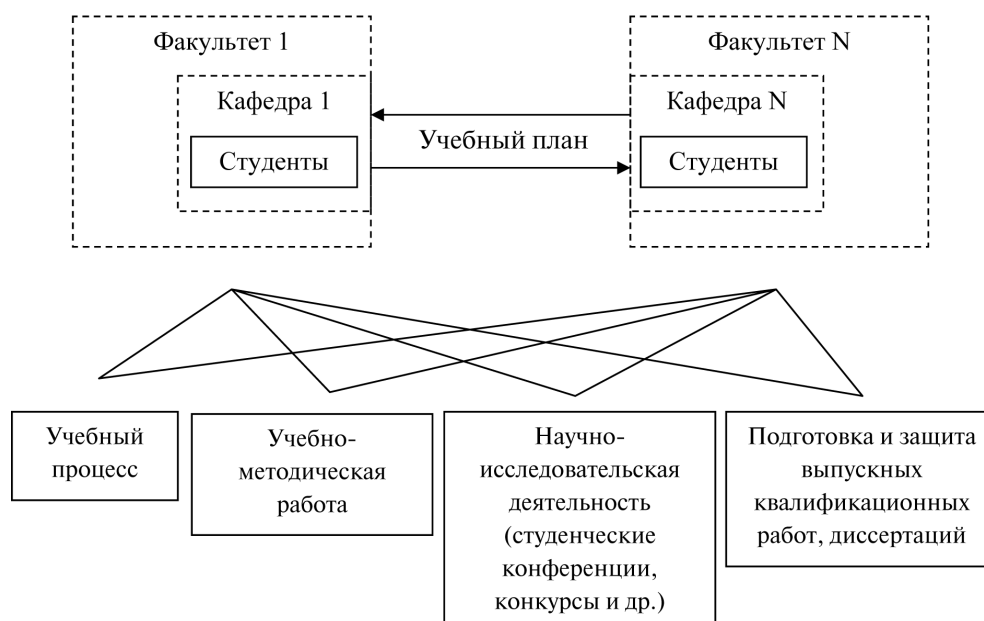 Факультет 1
Факультет N
Кафедра 1
Кафедра N
Учебный план
Студенты
Студенты
Учебный
процесс
Учебно-
методическая
работа
Научно-
исследовательская
деятельность
(студенческие
конференции,
конкурсы и др.)
Подготовка и защита
выпускных
квалификационных
работ, диссертаций